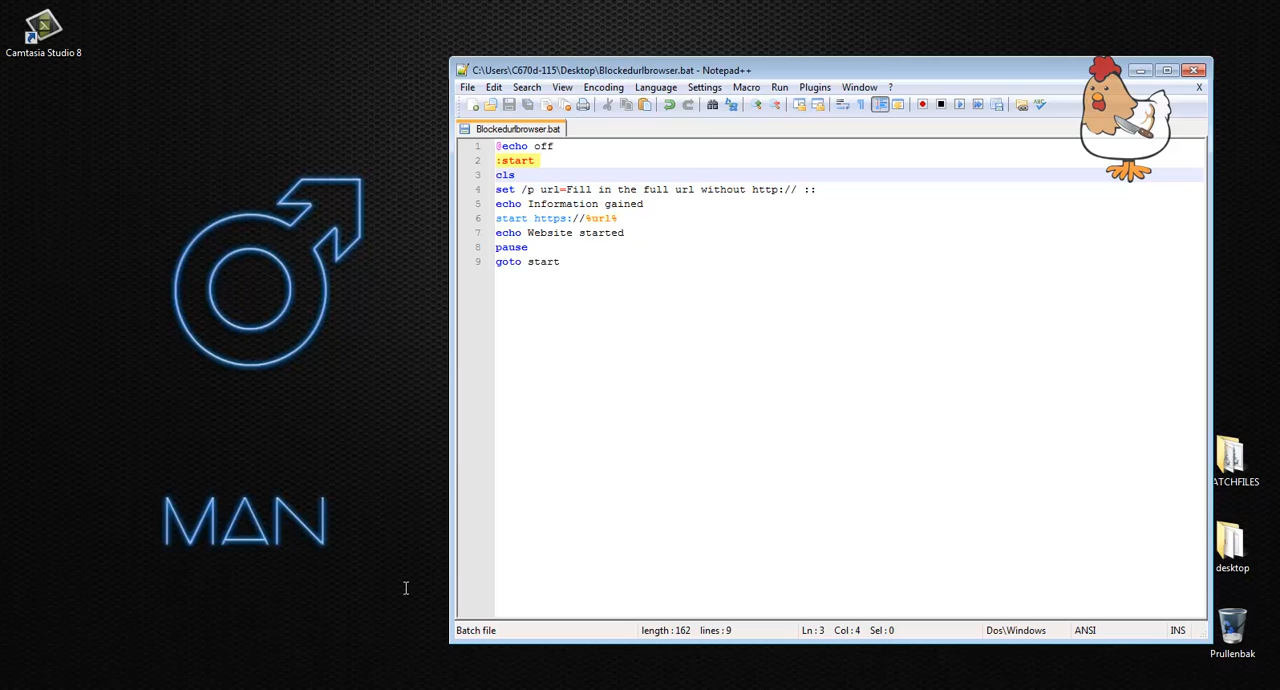 Camtasia Studio 8
C:\Users\C670d-115\Desktop\Blockedurlbrowser.bat - Notepad++
File Edit Search View Encoding Language Settings Macro Run Plugins Window ? X
Blockedurlbrowser.bat
1 @echo off
2 :start
3 cls
4 set /p url=Fill in the full url without http:// ::
5 echo Information gained
6 start https://%url%
7 echo Website started
8 pause
9 goto start
MAN
ATCHFILES
desktop
Batch file length : 162 lines : 9 Ln : 3 Col : 4 Sel : 0 Dos\Windows ANSI INS
Prullenbak